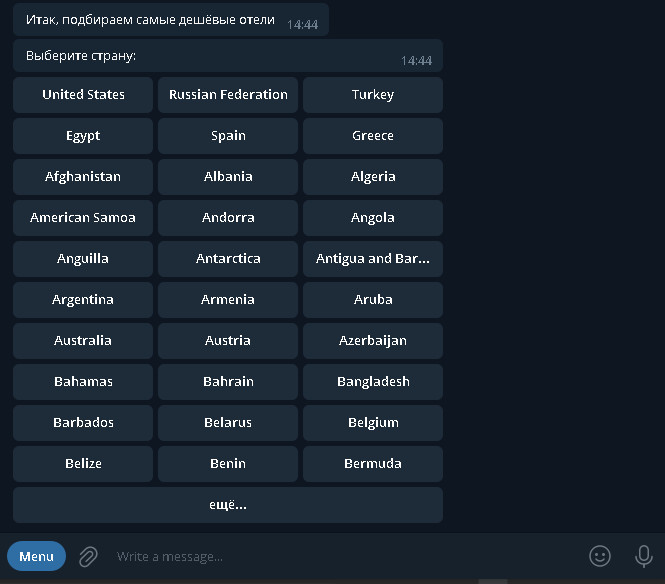 Итак, подбираем самые дешёвые отели 14:44
Выберите страну: 14:44
United States Russian Federation Turkey
Egypt Spain Greece
Afghanistan Albania Algeria
American Samoa Andorra Angola
Anguilla Antarctica Antigua and Bar...
Argentina Armenia Aruba
Australia Austria Azerbaijan
Bahamas Bahrain Bangladesh
Barbados Belarus Belgium
Belize Benin Bermuda
ещё...
Menu Write a message...